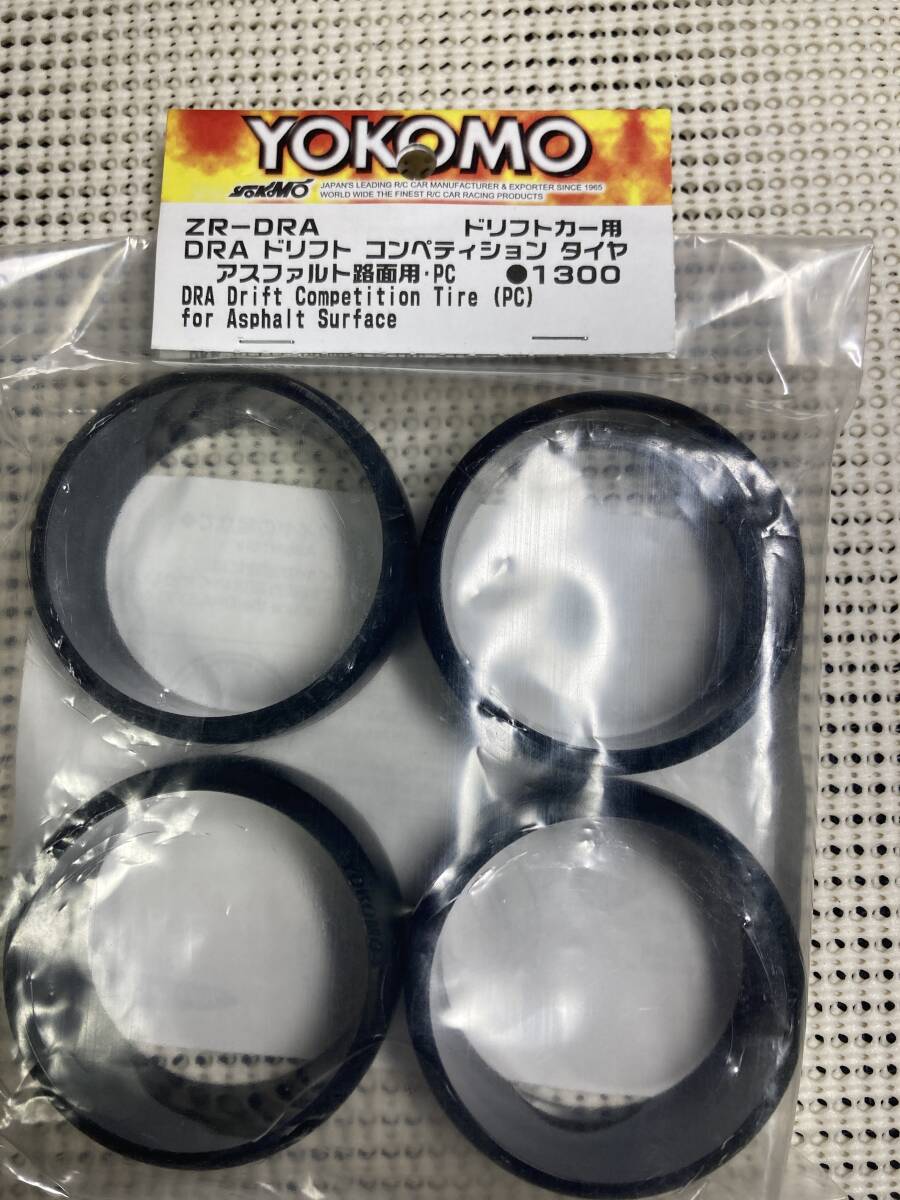 YOKOMO
YOKOMO JAPAN'S LEADING R/C CAR MANUFACTURER & EXPORTER SINCE 1965
WORLD WIDE THE FINEST R/C CAR RACING PRODUCTS
ZR-DRA ドリフトカー用
DRA ドリフト コンペティション タイヤ
アスファルト路面用・PC ●1300
DRA Drift Competition Tire (PC)
for Asphalt Surface
YOKOMO